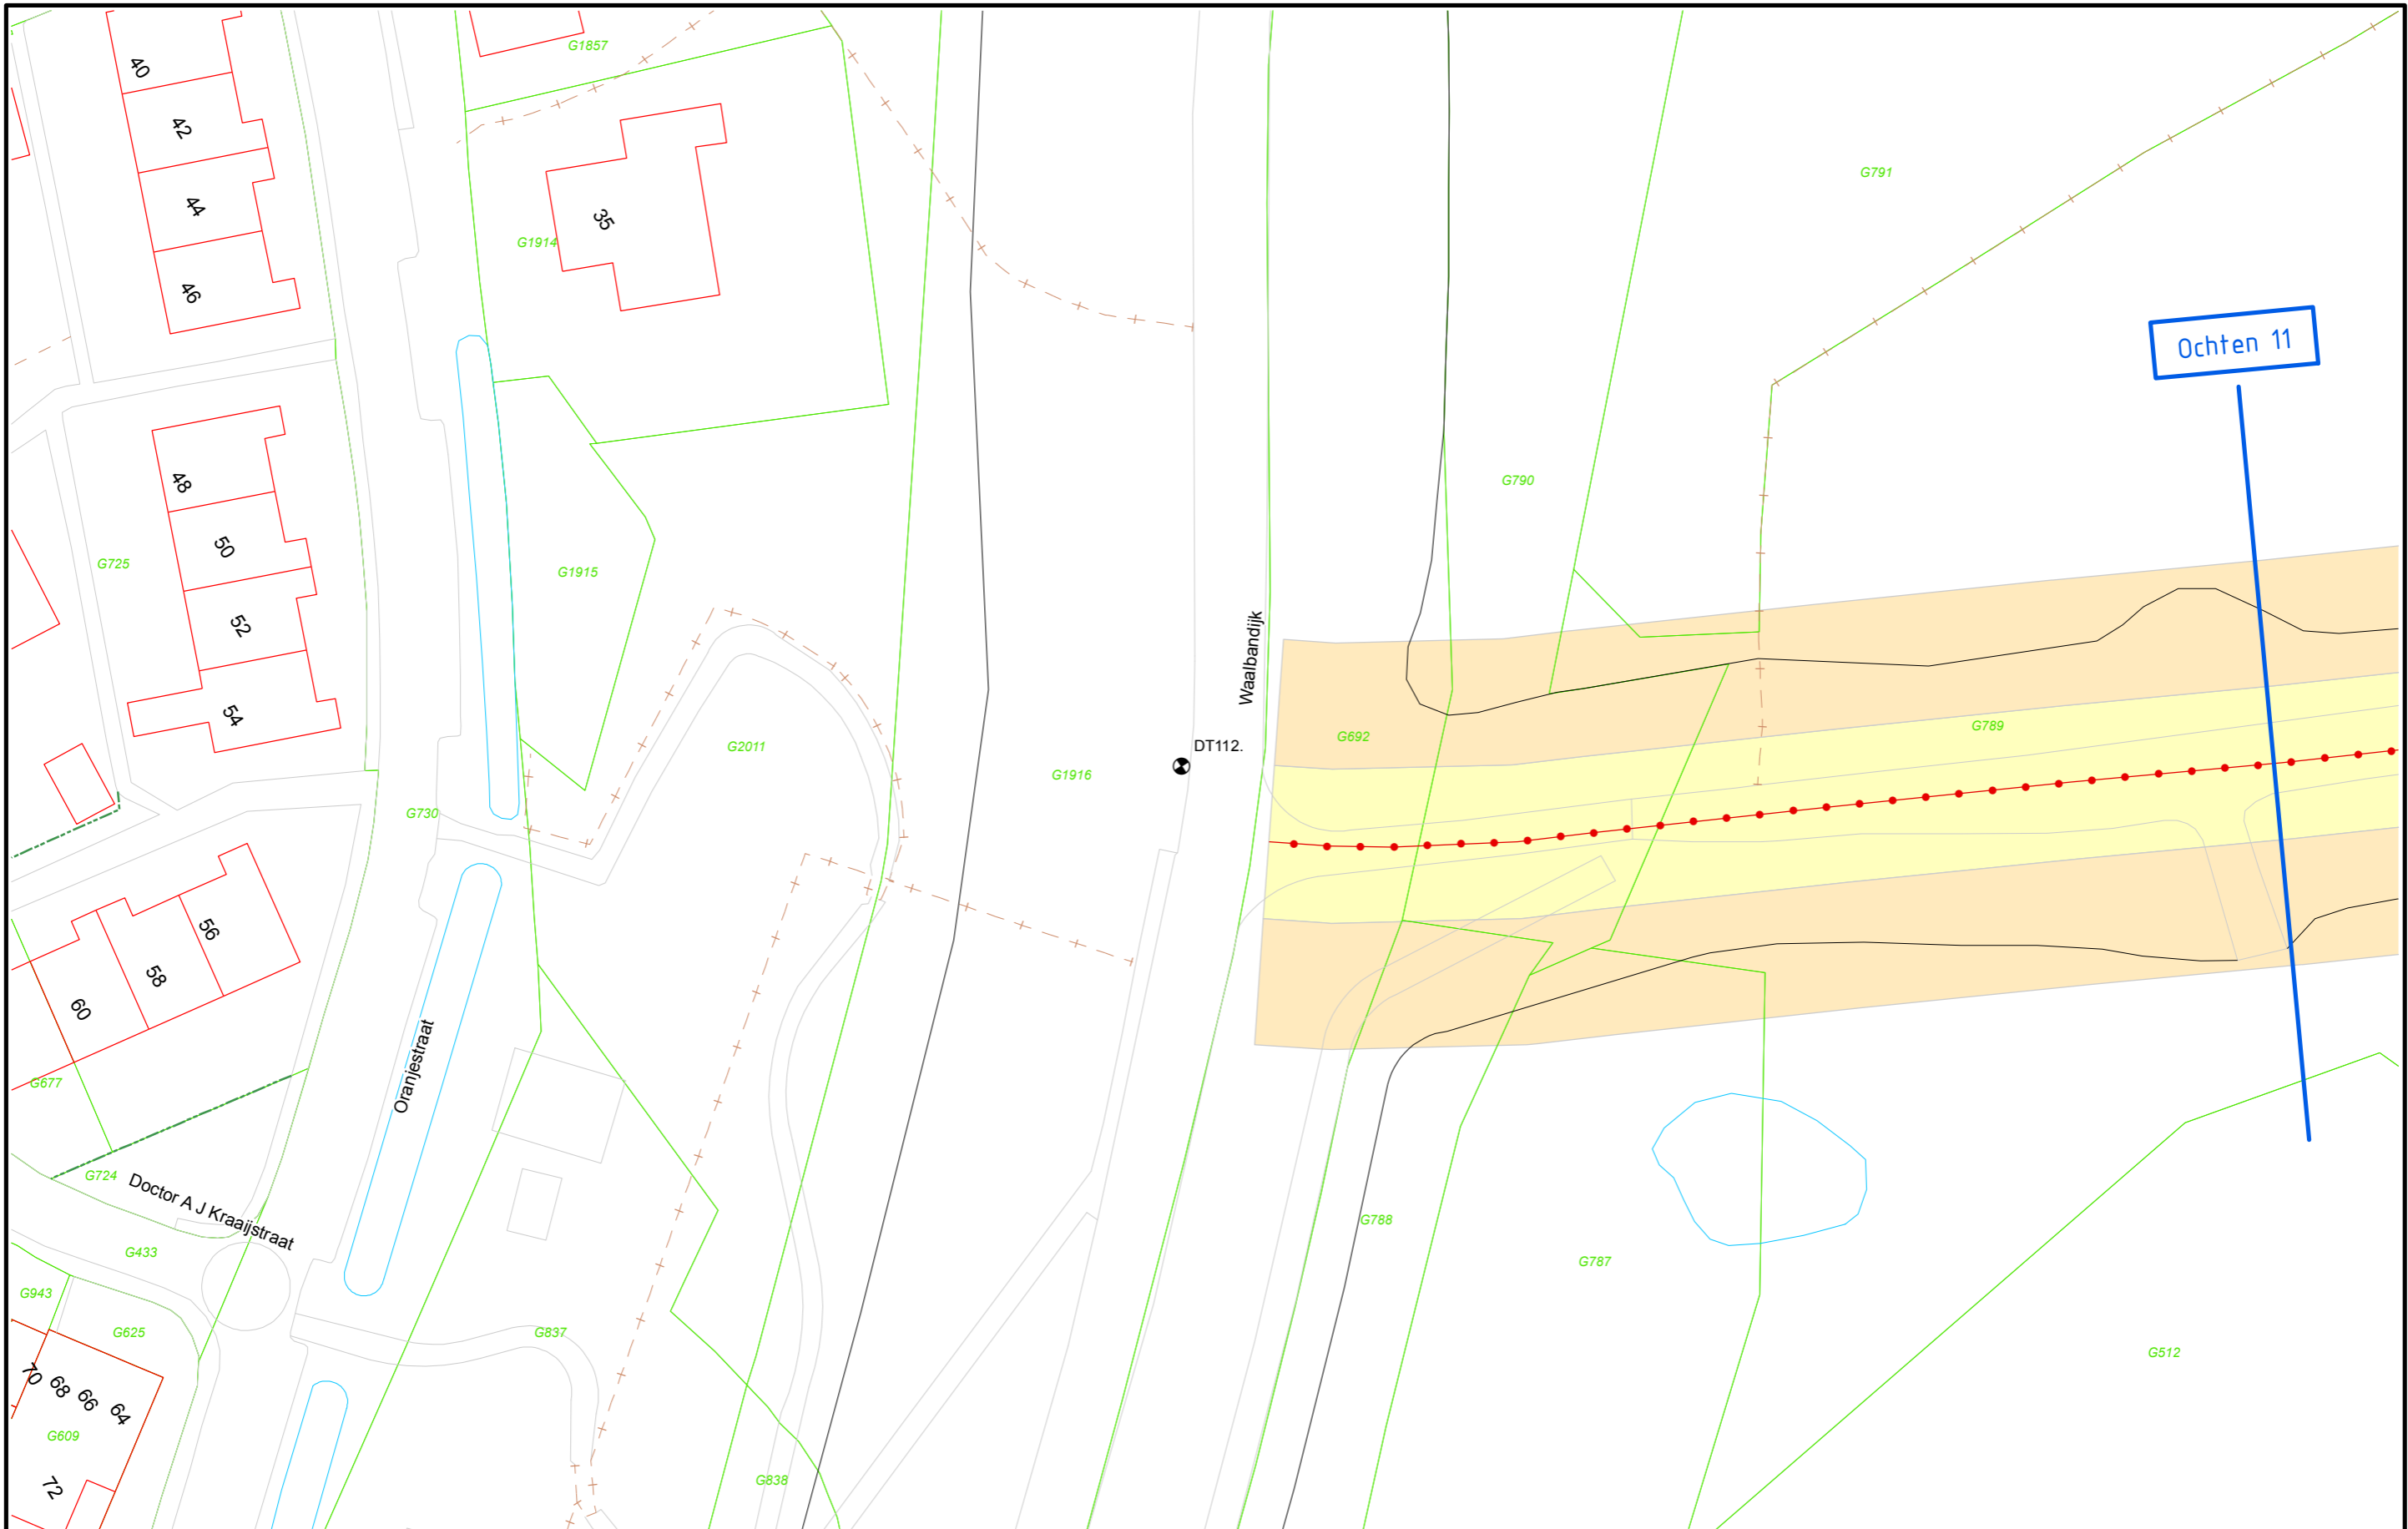 40
G1857
42
G791
44
35
G1914
46
Ochten 11
48
G790
50
G725
G1915
52
Waalbandijk
54
G692
G789
G2011
DT112.
G1916
G730
56
58
60
Oranjestraat
G677
G724
Doctor A J Kraaijstraat
G788
G433
G787
G943
G625
G837
G512
70
68
66
64
G609
G838
72